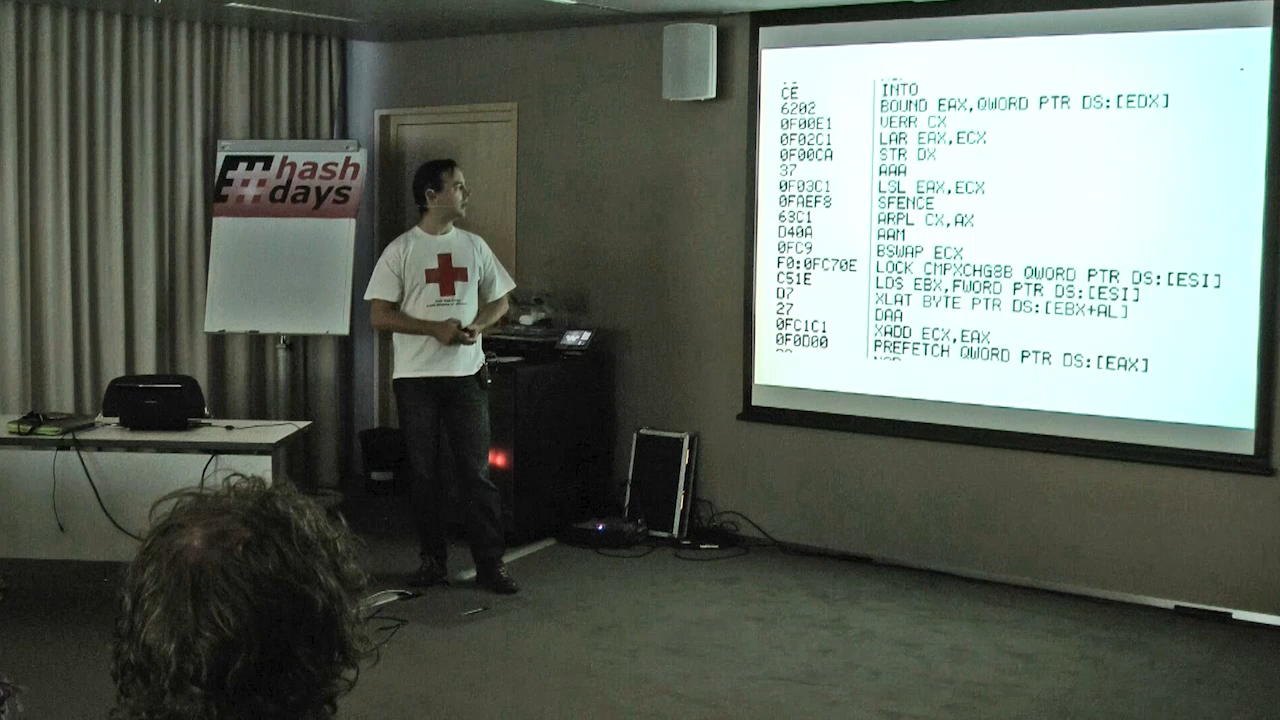 hash
days
CE INTO
6202 BOUND EAX,QWORD PTR DS:[EDX]
0F00E1 VERR CX
0F02C1 LAR EAX,ECX
0F00CA STR DX
37 AAA
0F03C1 LSL EAX,ECX
0FAEF8 SFENCE
63C1 ARPL CX,AX
D40A AAM
0FC9 BSWAP ECX
F0:0FC70E LOCK CMPXCHG8B QWORD PTR DS:[ESI]
C51E LDS EBX,FWORD PTR DS:[ESI]
D7 XLAT BYTE PTR DS:[EBX+AL]
27 DAA
0FC1C1 XADD ECX,EAX
0F0D00 PREFETCH QWORD PTR DS:[EAX]